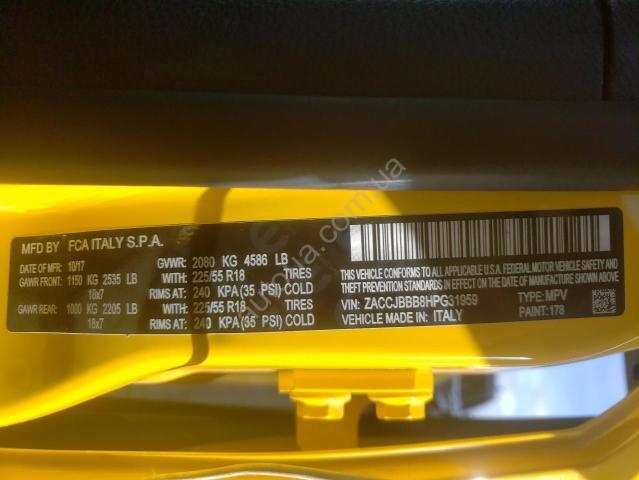 MFD BY FCA ITALY S.P.A.
DATE OF MFR: 10/17 GVWR: 2080 KG 4586 LB
GAWR FRONT: 1150 KG 2535 LB WITH: 225/55 R18 TIRES
18x7 RIMS AT: 240 KPA(35 PSI) COLD
GAWR REAR: 1000 KG 2205 LB WITH: 225/55 R18 TIRES
18x7 RIMS AT: 240 KPA(35 PSI) COLD
THIS VEHICLE CONFORMS TO ALL APPLICABLE U.S.A. FEDERAL MOTOR VEHICLE SAFETY,
BUMPER, AND THEFT PREVENTION STANDARDS IN EFFECT ON THE DATE OF MANUFACTURE SHOWN ABOVE.
VIN: ZACCJBBB8HPG31959 TYPE: MPV
VEHICLE MADE IN: ITALY PAINT: 178
autopla.com.ua